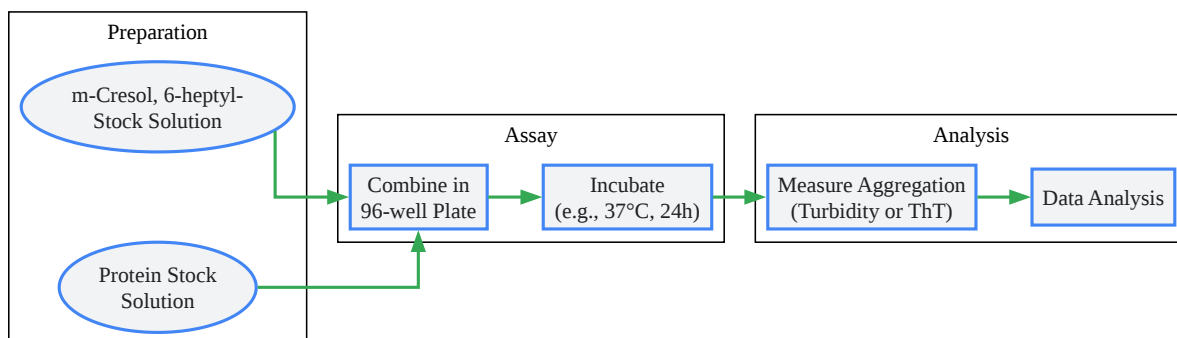 Preparation
m-Cresol, 6-heptyl-
Stock Solution
Protein Stock
Solution
Assay
Combine in
96-well Plate
Incubate
(e.g., 37°C, 24h)
Analysis
Measure Aggregation
(Turbidity or ThT)
Data Analysis